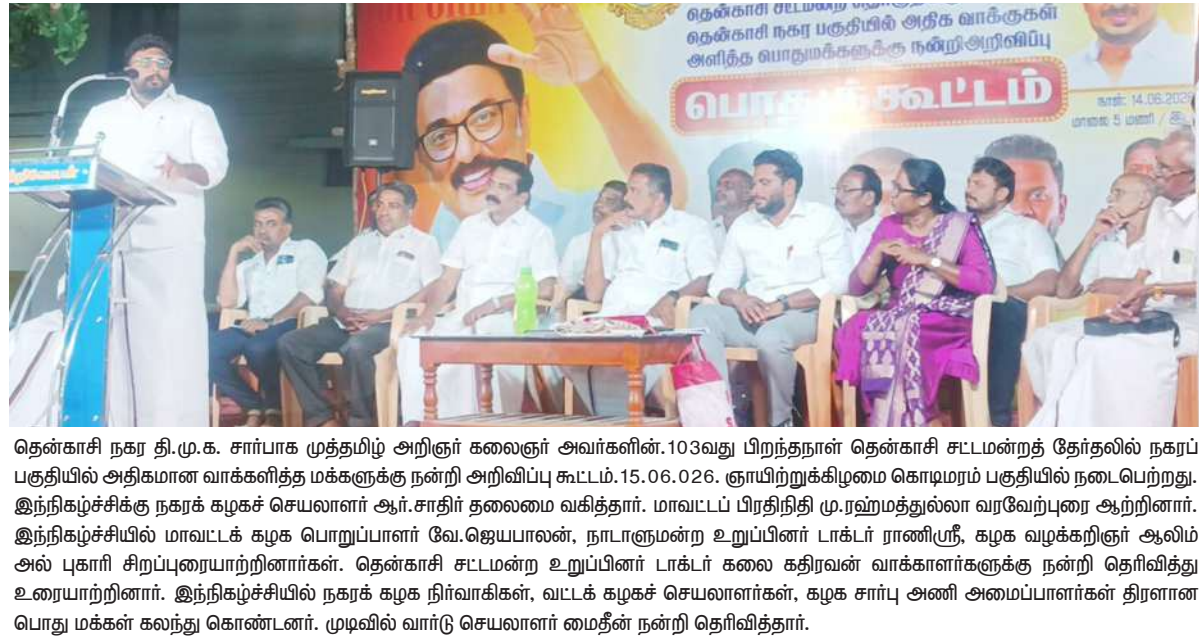 தென்காசி நகர பகுதியில் அதிக வாக்குகள்
அளித்த பொதுமக்களுக்கு நன்றிஅறிவிப்பு
பொதுக்கூட்டம்
நாள்: 14.06.202
மாலை 5 மணி /
தென்காசி நகர தி.மு.க. சார்பாக முத்தமிழ் அறிஞர் கலைஞர் அவர்களின்.103வது பிறந்தநாள் தென்காசி சட்டமன்றத் தேர்தலில் நகரப்
பகுதியில் அதிகமான வாக்களித்த மக்களுக்கு நன்றி அறிவிப்பு கூட்டம்.15.06.026. ஞாயிற்றுக்கிழமை கொடிமரம் பகுதியில் நடைபெற்றது.
இந்நிகழ்ச்சிக்கு நகரக் கழகச் செயலாளர் ஆர்.சாதிர் தலைமை வகித்தார். மாவட்டப் பிரதிநிதி மு.ரஹ்மத்துல்லா வரவேற்புரை ஆற்றினார்.
இந்நிகழ்ச்சியில் மாவட்டக் கழக பொறுப்பாளர் வே.ஜெயபாலன், நாடாளுமன்ற உறுப்பினர் டாக்டர் ராணிஸ்ரீ, கழக வழக்கறிஞர் ஆலிம்
அல் புகாரி சிறப்புரையாற்றினார்கள். தென்காசி சட்டமன்ற உறுப்பினர் டாக்டர் கலை கதிரவன் வாக்காளர்களுக்கு நன்றி தெரிவித்து
உரையாற்றினார். இந்நிகழ்ச்சியில் நகரக் கழக நிர்வாகிகள், வட்டக் கழகச் செயலாளர்கள், கழக சார்பு அணி அமைப்பாளர்கள் திரளான
பொது மக்கள் கலந்து கொண்டனர். முடிவில் வார்டு செயலாளர் மைதீன் நன்றி தெரிவித்தார்.